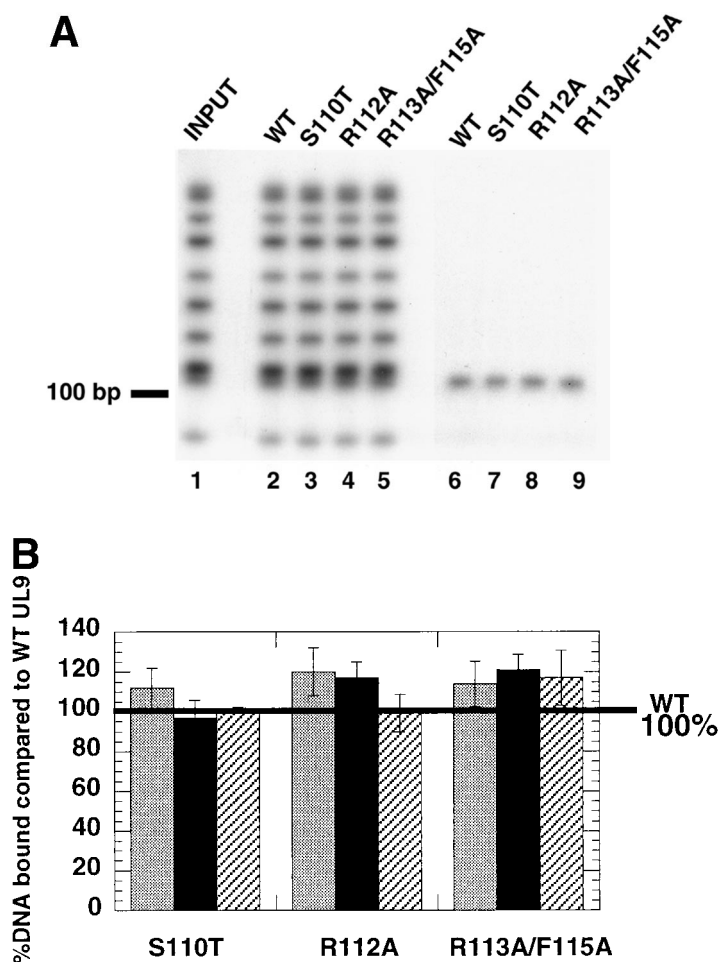 A
INPUT
WT
S110T
R112A
R113A/F115A
WT
S110T
R112A
R113A/F115A
100 bp
1 2 3 4 5 6 7 8 9
B
%DNA bound compared to WT UL9
140
120
100
80
60
40
20
0
WT
100%
S110T R112A R113A/F115A